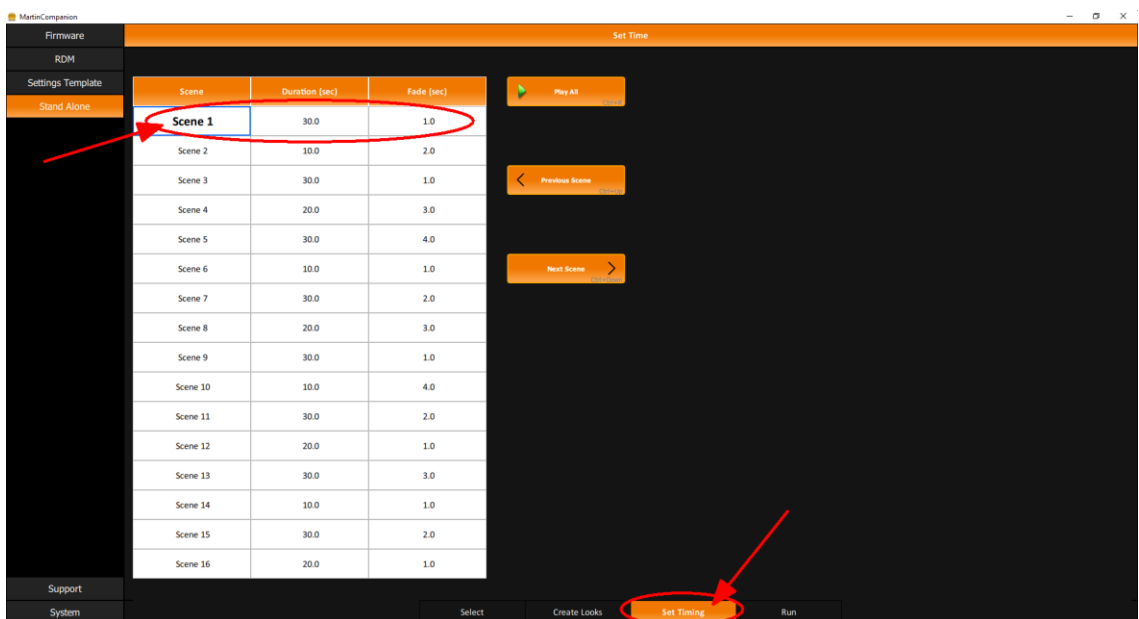 MartinCompanion
Firmware
RDM
Settings Template
Stand Alone
Support
System
Set Time
Scene Duration (sec) Fade (sec)
Scene 1 30.0 1.0
Scene 2 10.0 2.0
Scene 3 30.0 1.0
Scene 4 20.0 3.0
Scene 5 30.0 4.0
Scene 6 10.0 1.0
Scene 7 30.0 2.0
Scene 8 20.0 3.0
Scene 9 30.0 1.0
Scene 10 10.0 4.0
Scene 11 30.0 2.0
Scene 12 20.0 1.0
Scene 13 30.0 3.0
Scene 14 10.0 1.0
Scene 15 30.0 2.0
Scene 16 20.0 1.0
Play All
Previous Scene
Ctrl+Up
Next Scene
Ctrl+Down
Select Create Looks Set Timing Run